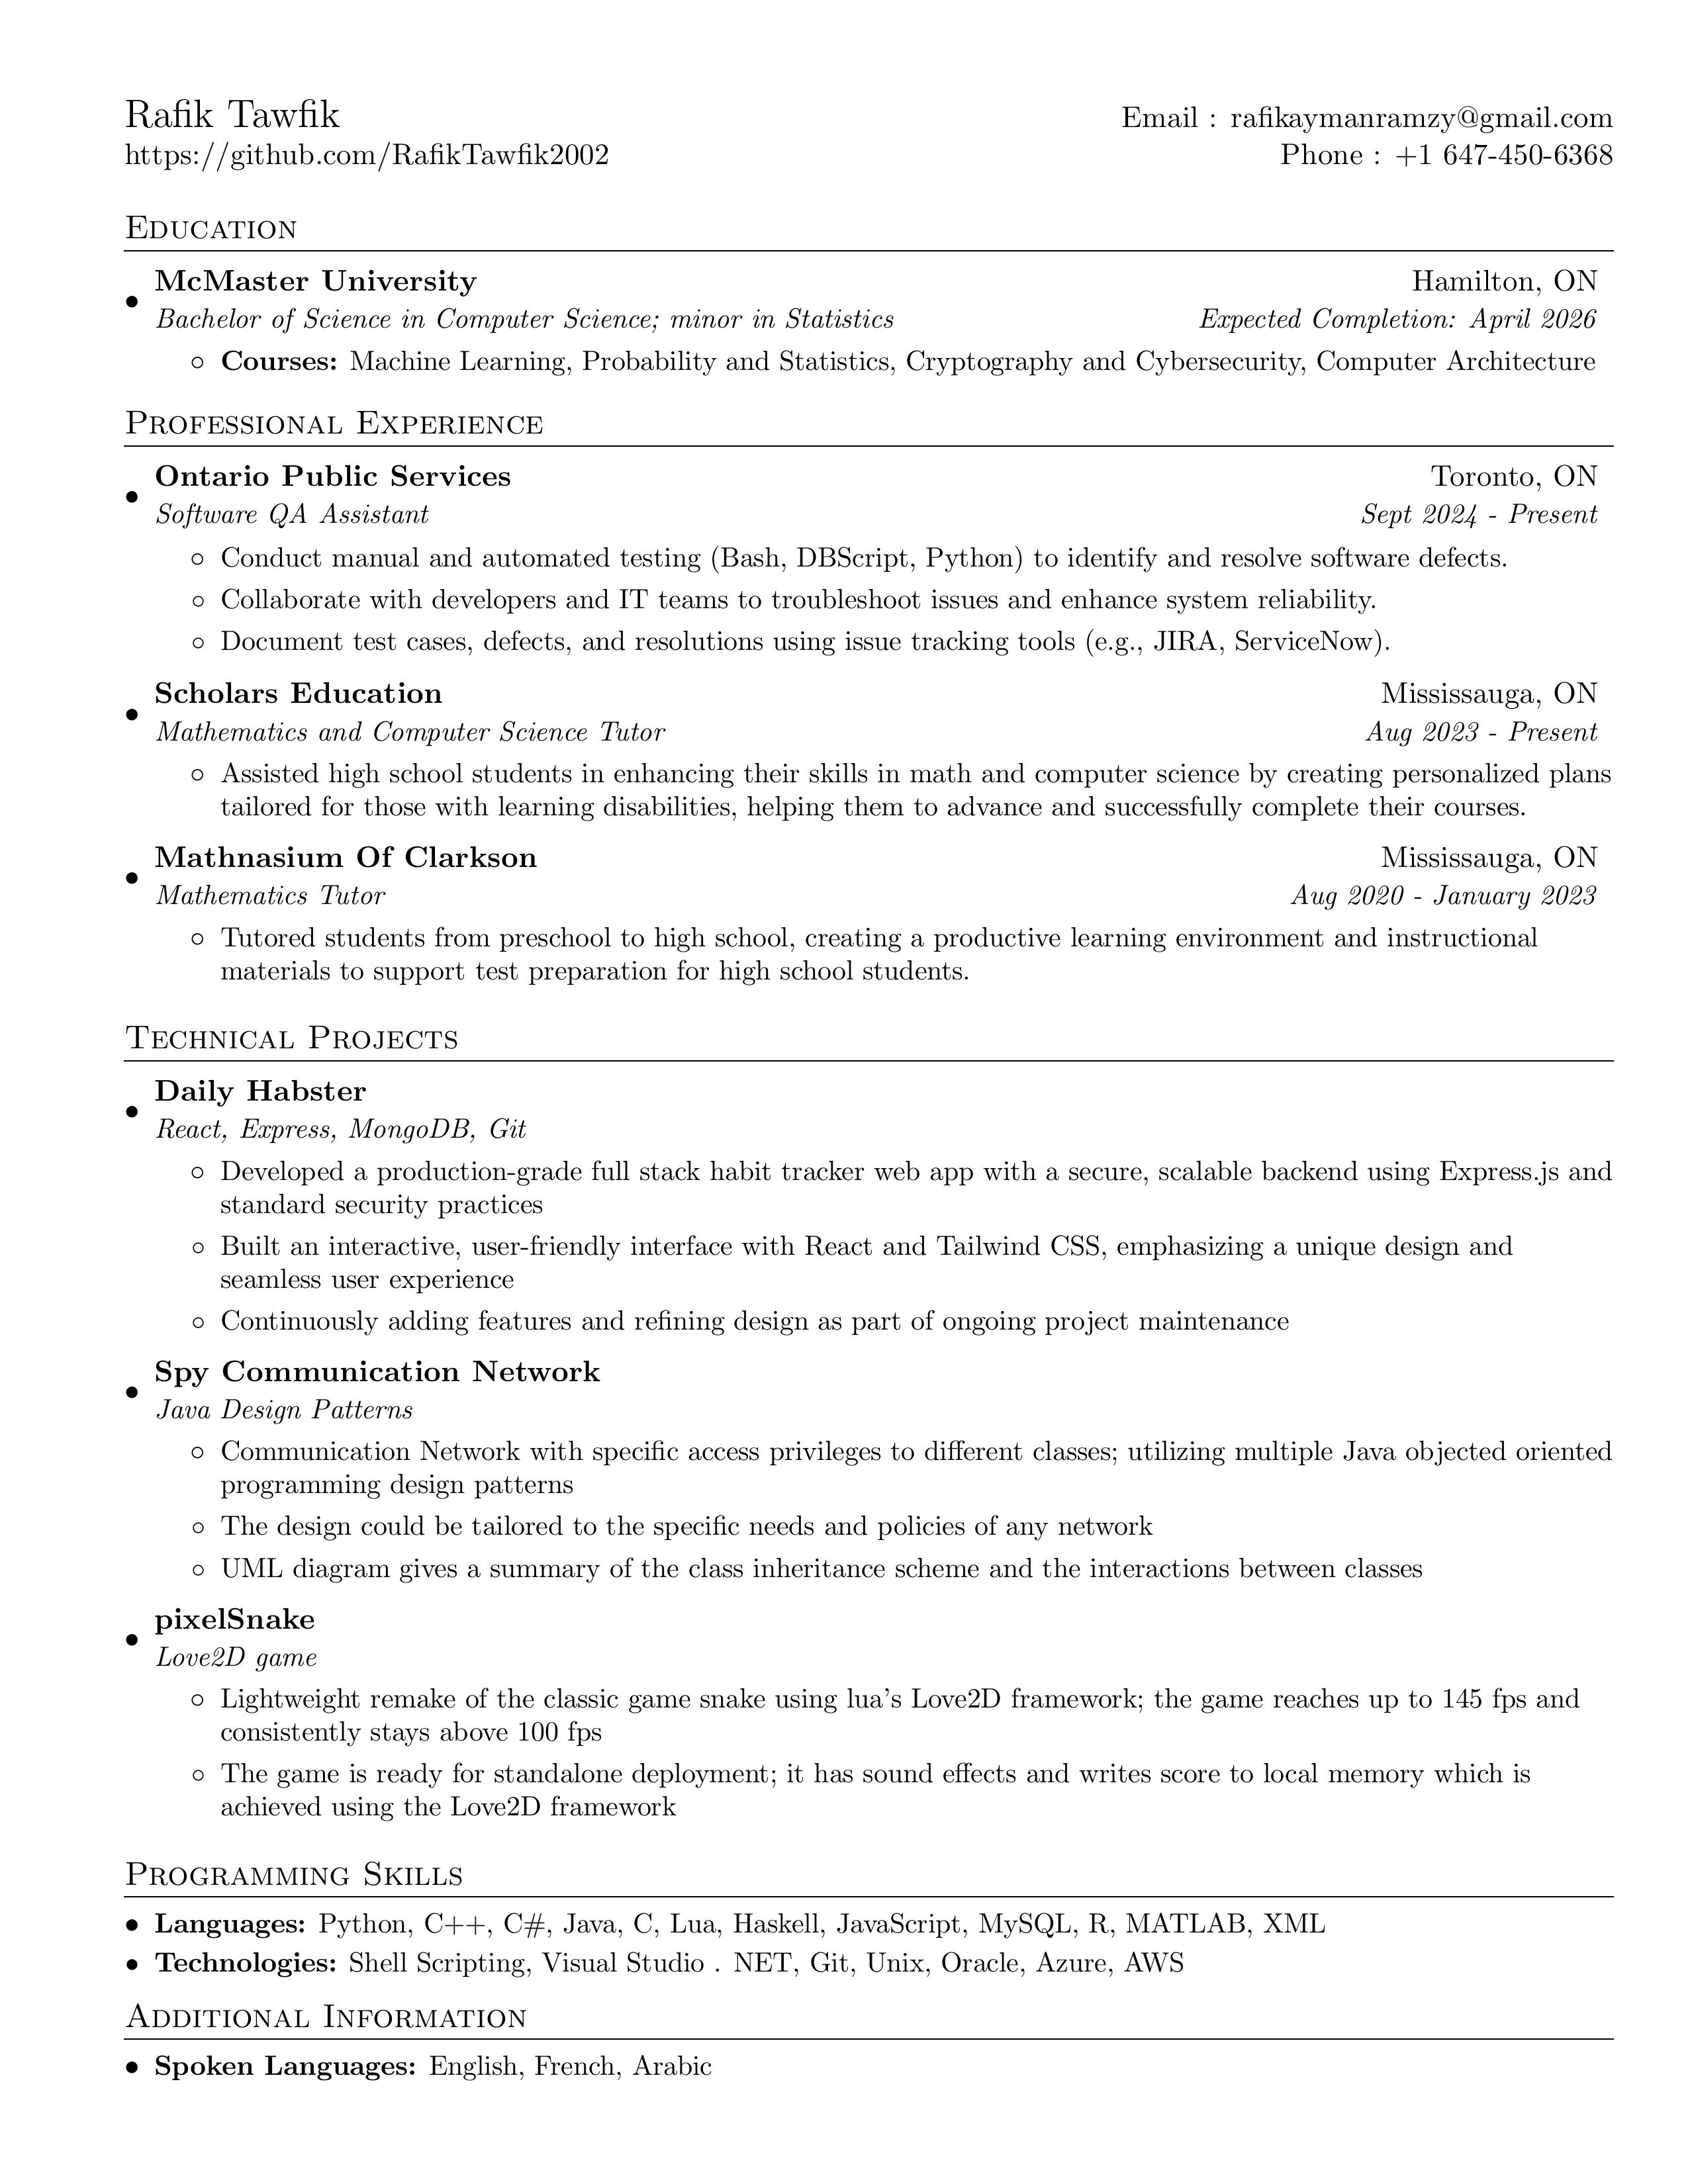 Rafik Tawfik
Email : rafikaymanramzy@gmail.com
https://github.com/RafikTawfik2002
Phone : +1 647-450-6368
Education
• McMaster University
Hamilton, ON
Bachelor of Science in Computer Science; minor in Statistics
Expected Completion: April 2026
◦ Courses: Machine Learning, Probability and Statistics, Cryptography and Cybersecurity, Computer Architecture
Professional Experience
• Ontario Public Services
Toronto, ON
Software QA Assistant
Sept 2024 - Present
◦ Conduct manual and automated testing (Bash, DBScript, Python) to identify and resolve software defects.
◦ Collaborate with developers and IT teams to troubleshoot issues and enhance system reliability.
◦ Document test cases, defects, and resolutions using issue tracking tools (e.g., JIRA, ServiceNow).
• Scholars Education
Mississauga, ON
Mathematics and Computer Science Tutor
Aug 2023 - Present
◦ Assisted high school students in enhancing their skills in math and computer science by creating personalized plans
tailored for those with learning disabilities, helping them to advance and successfully complete their courses.
• Mathnasium Of Clarkson
Mississauga, ON
Mathematics Tutor
Aug 2020 - January 2023
◦ Tutored students from preschool to high school, creating a productive learning environment and instructional
materials to support test preparation for high school students.
Technical Projects
• Daily Habster
React, Express, MongoDB, Git
◦ Developed a production-grade full stack habit tracker web app with a secure, scalable backend using Express.js and
standard security practices
◦ Built an interactive, user-friendly interface with React and Tailwind CSS, emphasizing a unique design and
seamless user experience
◦ Continuously adding features and refining design as part of ongoing project maintenance
• Spy Communication Network
Java Design Patterns
◦ Communication Network with specific access privileges to different classes; utilizing multiple Java objected oriented
programming design patterns
◦ The design could be tailored to the specific needs and policies of any network
◦ UML diagram gives a summary of the class inheritance scheme and the interactions between classes
• pixelSnake
Love2D game
◦ Lightweight remake of the classic game snake using lua's Love2D framework; the game reaches up to 145 fps and
consistently stays above 100 fps
◦ The game is ready for standalone deployment; it has sound effects and writes score to local memory which is
achieved using the Love2D framework
Programming Skills
• Languages: Python, C++, C#, Java, C, Lua, Haskell, JavaScript, MySQL, R, MATLAB, XML
• Technologies: Shell Scripting, Visual Studio . NET, Git, Unix, Oracle, Azure, AWS
Additional Information
• Spoken Languages: English, French, Arabic